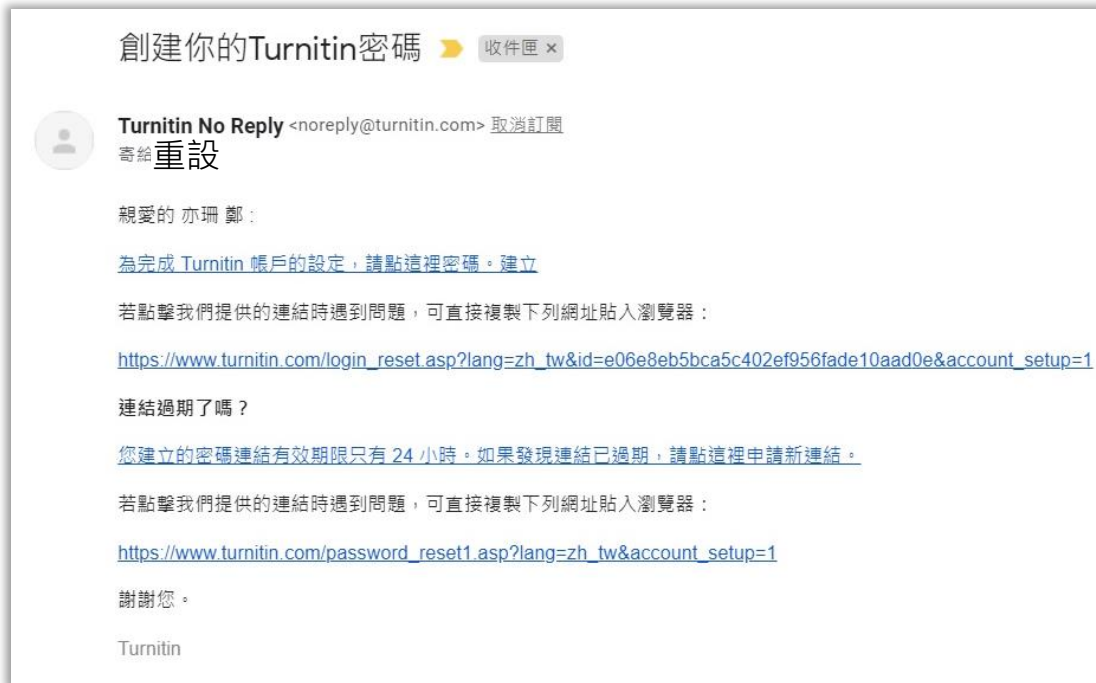 創建你的Turnitin密碼 收件匣 ×
Turnitin No Reply <noreply@turnitin.com> 取消訂閱
寄給重設
親愛的 亦珊 鄭：
為完成 Turnitin 帳戶的設定，請點這裡密碼。建立
若點擊我們提供的連結時遇到問題，可直接複製下列網址貼入瀏覽器：
https://www.turnitin.com/login_reset.asp?lang=zh_tw&id=e06e8eb5bca5c402ef956fade10aad0e&account_setup=1
連結過期了嗎？
您建立的密碼連結有效期限只有 24 小時。如果發現連結已過期，請點這裡申請新連結。
若點擊我們提供的連結時遇到問題，可直接複製下列網址貼入瀏覽器：
https://www.turnitin.com/password_reset1.asp?lang=zh_tw&account_setup=1
謝謝您。
Turnitin